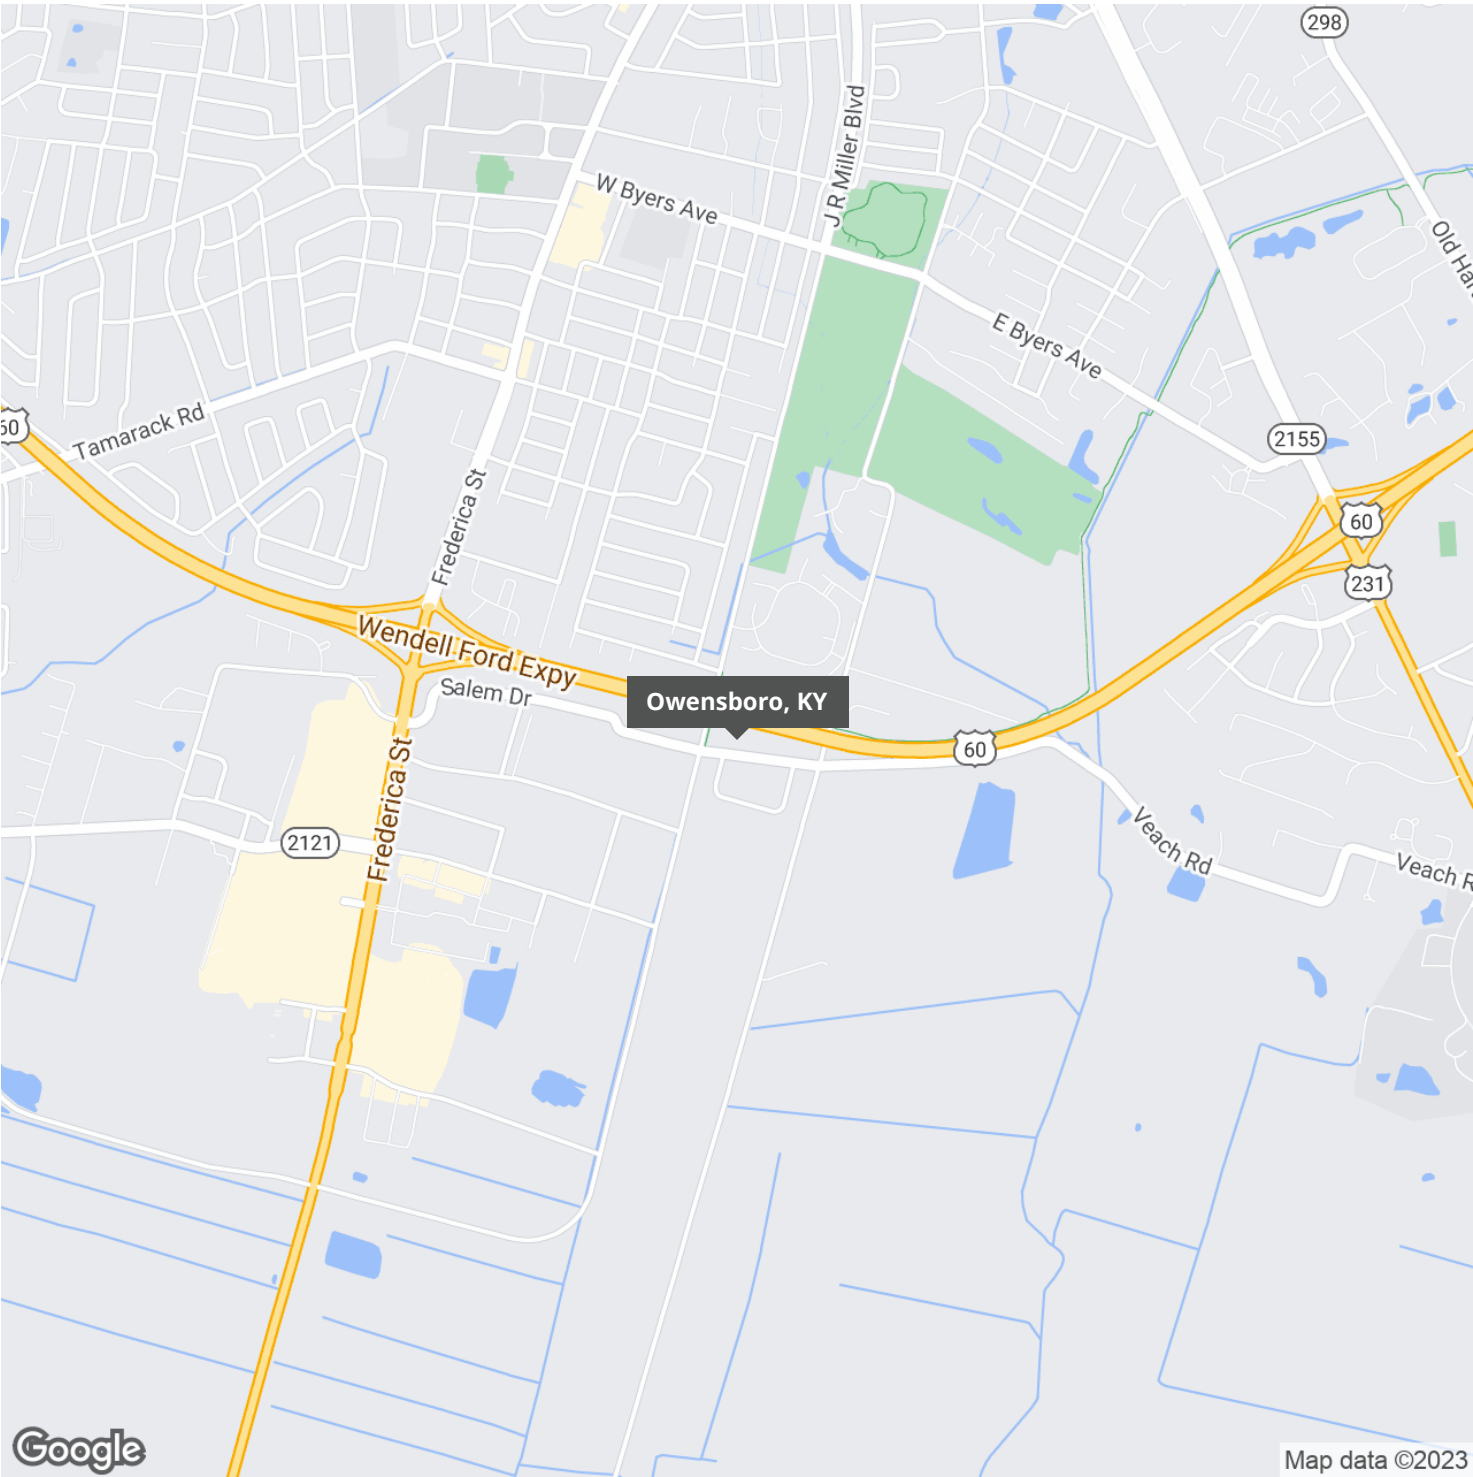 298
J R Miller Blvd
W Byers Ave
Old Har
E Byers Ave
60
Tamarack Rd
2155
Frederica St
60
231
Wendell Ford Expy
Salem Dr
Owensboro, KY
60
Frederica St
2121
Veach Rd
Veach R
Google
Map data ©2023